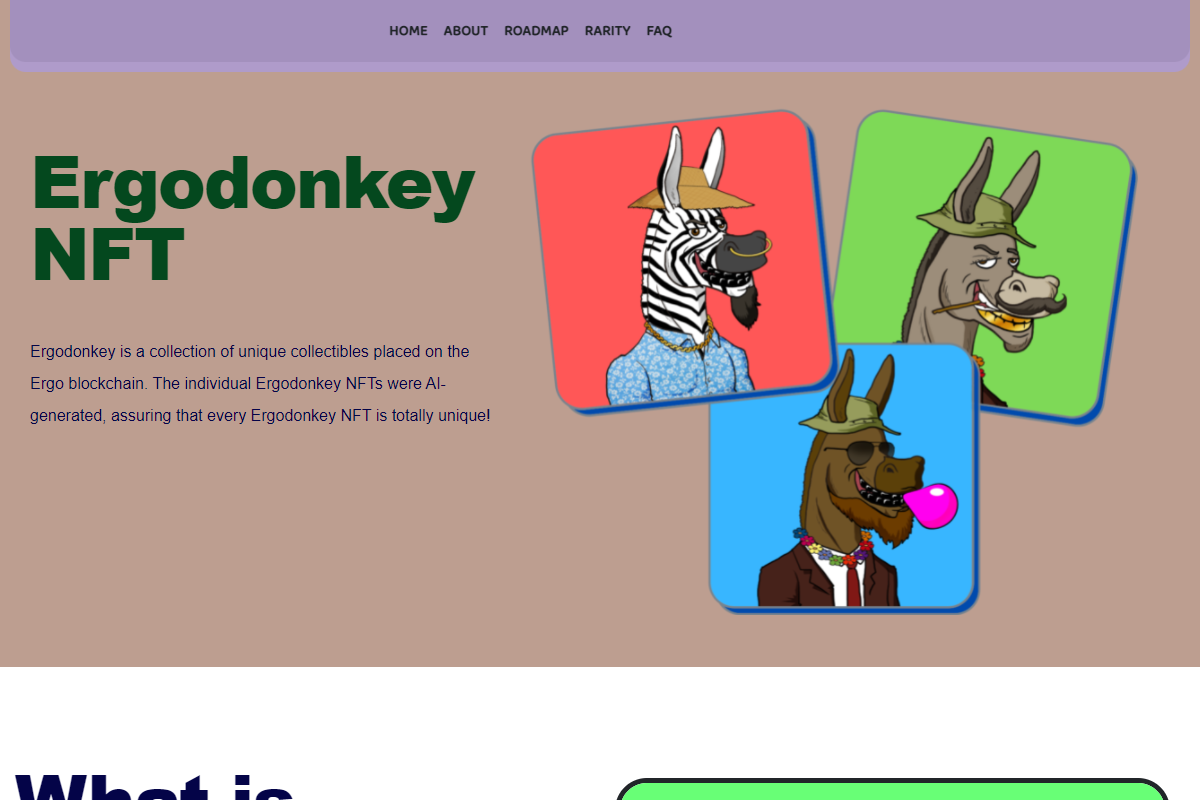 HOME ABOUT ROADMAP RARITY FAQ
Ergodonkey
NFT
Ergodonkey is a collection of unique collectibles placed on the
Ergo blockchain. The individual Ergodonkey NFTs were AI-
generated, assuring that every Ergodonkey NFT is totally unique!
What is